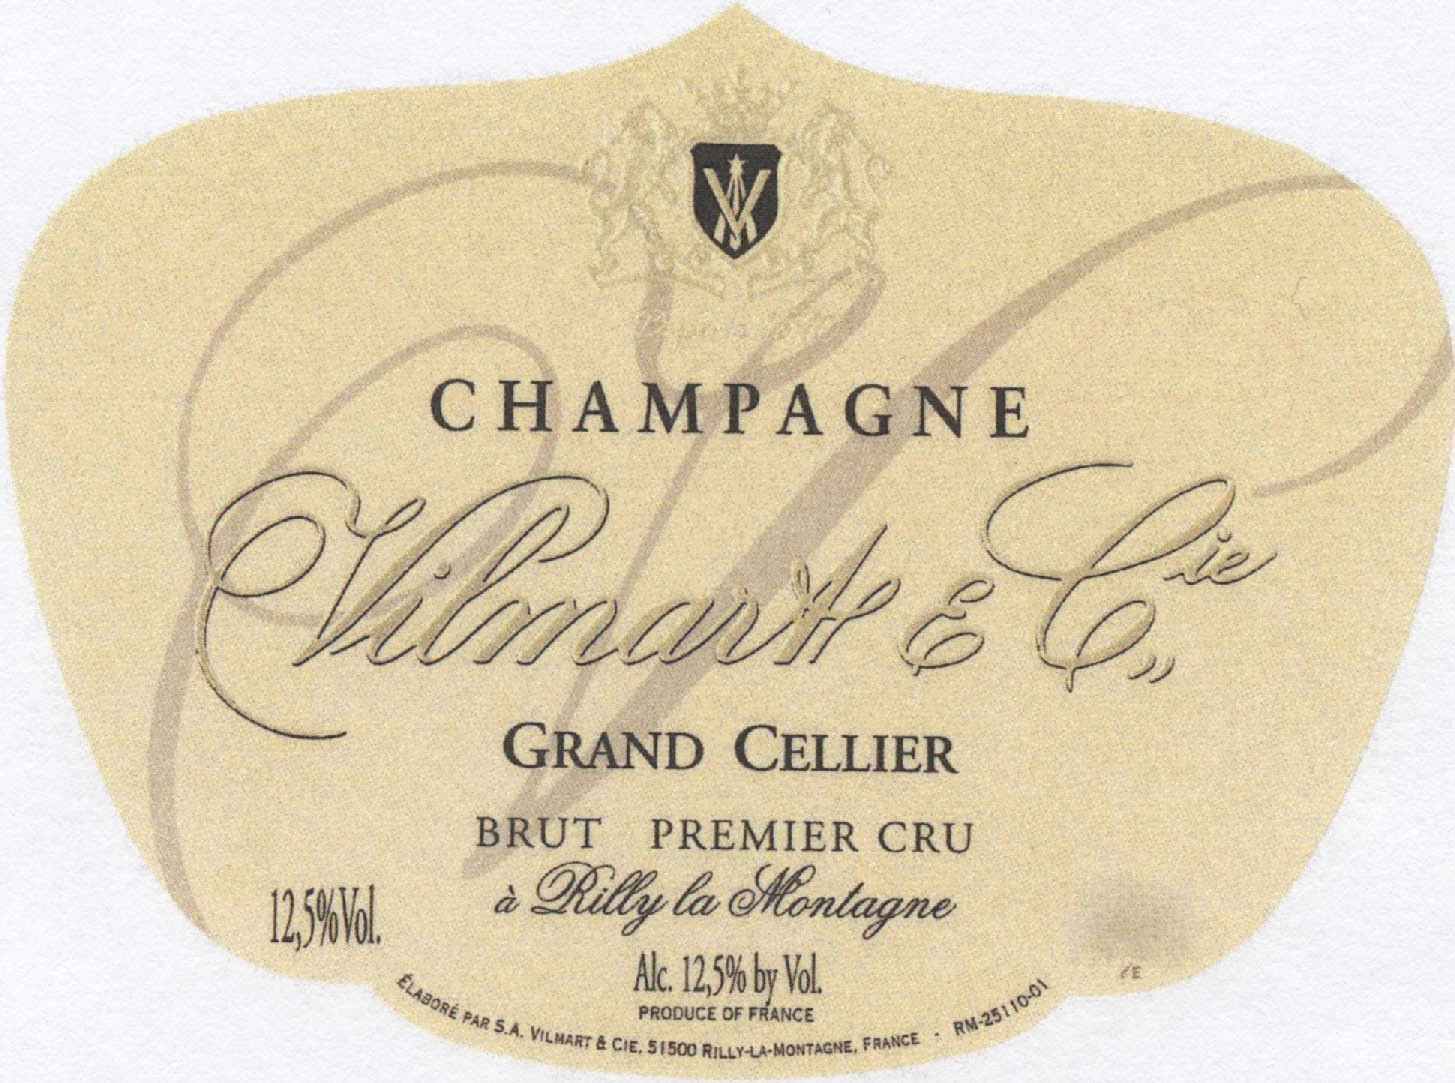 CHAMPAGNE
Vilmart & Cie
GRAND CELLIER
BRUT PREMIER CRU
à Rilly la Montagne
12,5%Vol.
Alc. 12,5% by Vol.
PRODUCE OF FRANCE
ÉLABORÉ PAR S.A. VILMART & CIE, 51500 RILLY-LA-MONTAGNE, FRANCE - RM-25110-01